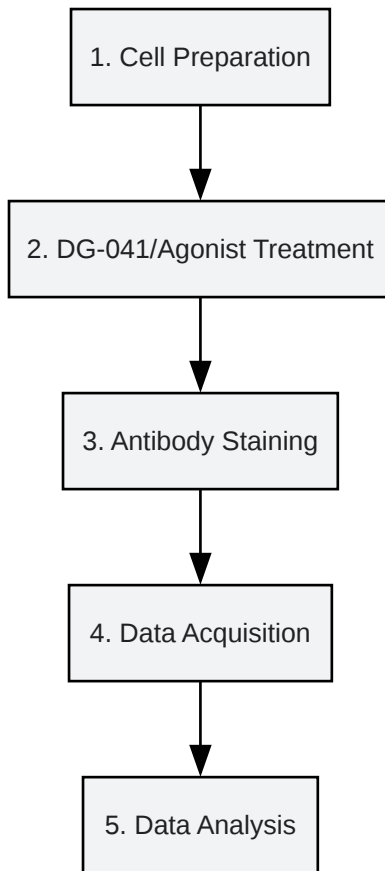 1. Cell Preparation
2. DG-041/Agonist Treatment
3. Antibody Staining
4. Data Acquisition
5. Data Analysis